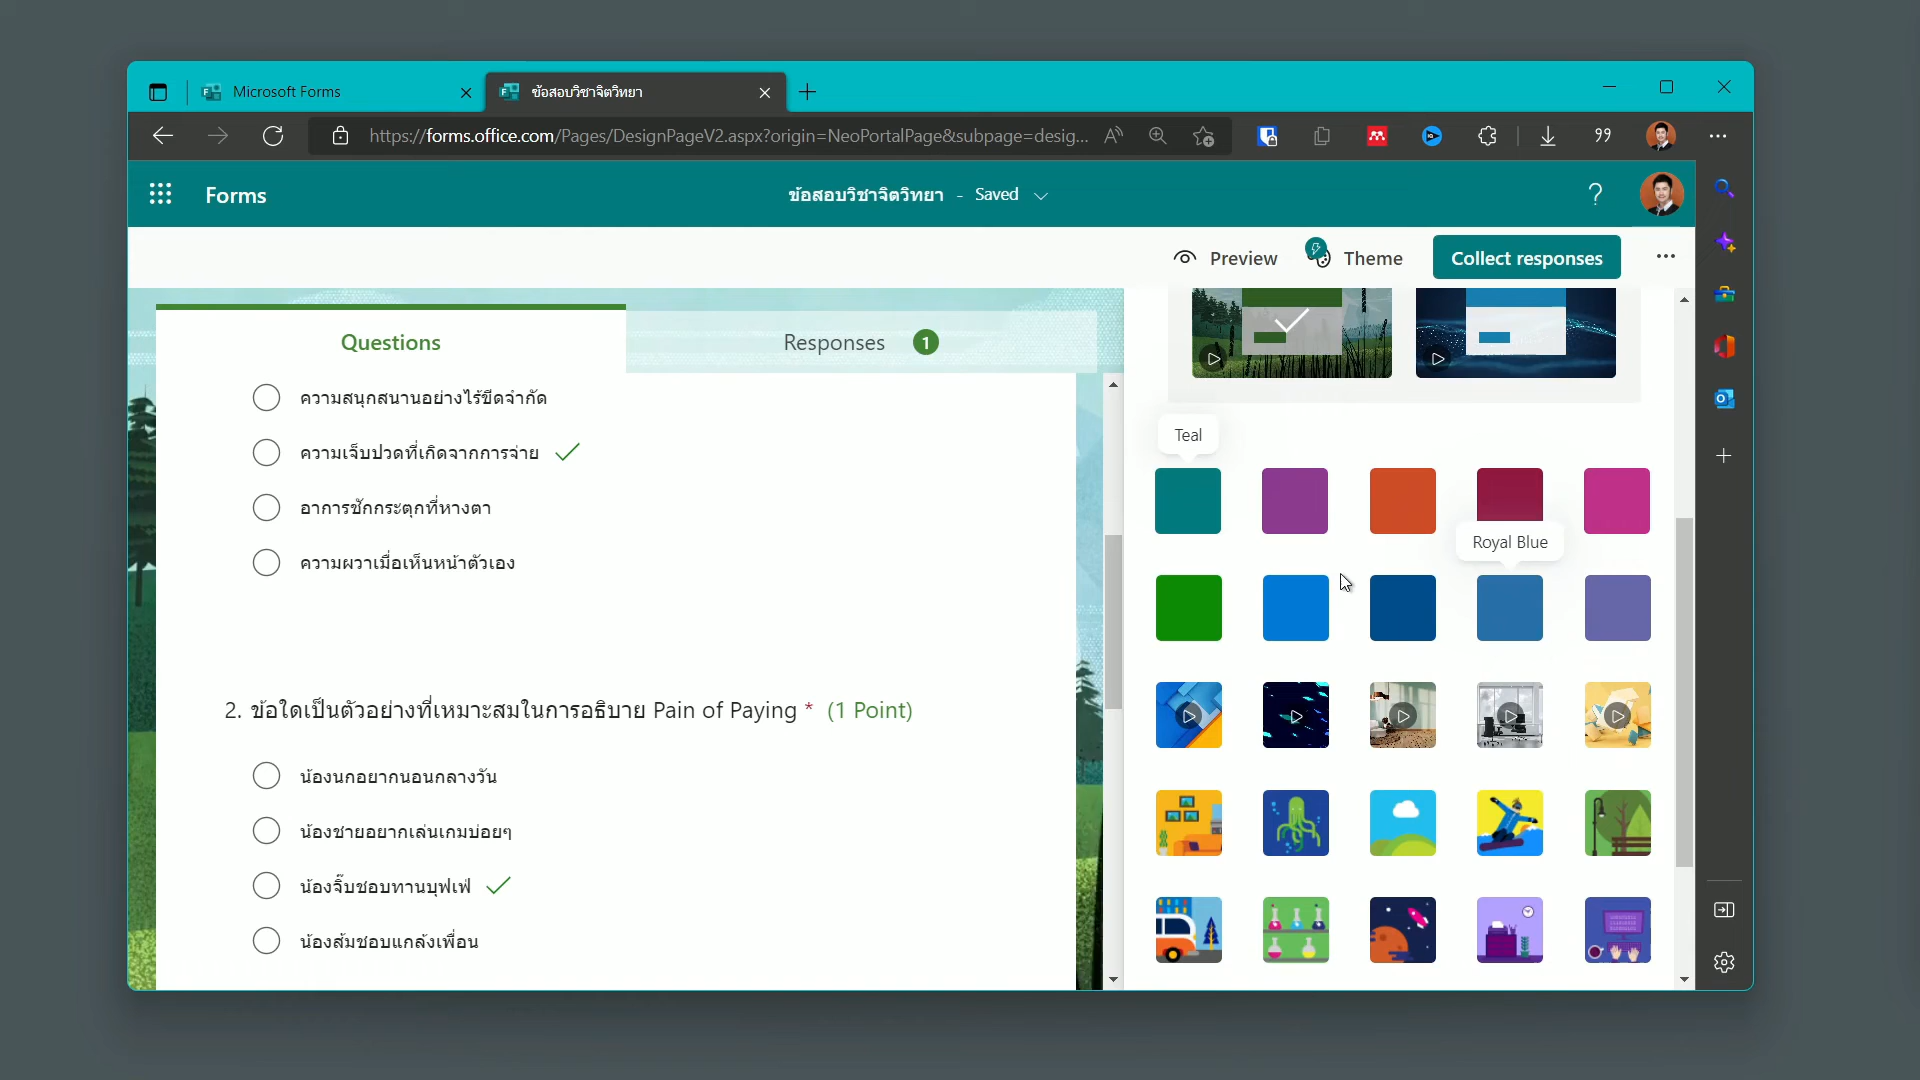 Microsoft Forms
ข้อสอบวิชาจิตวิทยา
https://forms.office.com/Pages/DesignPageV2.aspx?origin=NeoPortalPage&subpage=desig...
Forms
ข้อสอบวิชาจิตวิทยา - Saved
Preview
Theme
Collect responses
Questions
Responses 1
ความสนุกสนานอย่างไร้ขีดจำกัด
ความเจ็บปวดที่เกิดจากการจ่าย
อาการชักกระตุกที่หางตา
ความผวาเมื่อเห็นหน้าตัวเอง
2. ข้อใดเป็นตัวอย่างที่เหมาะสมในการอธิบาย Pain of Paying * (1 Point)
น้องนกอยากนอนกลางวัน
น้องชายอยากเล่นเกมบ่อยๆ
น้องจิ๊บชอบทานบุฟเฟ่
น้องส้มชอบแกล้งเพื่อน
Teal
Royal Blue